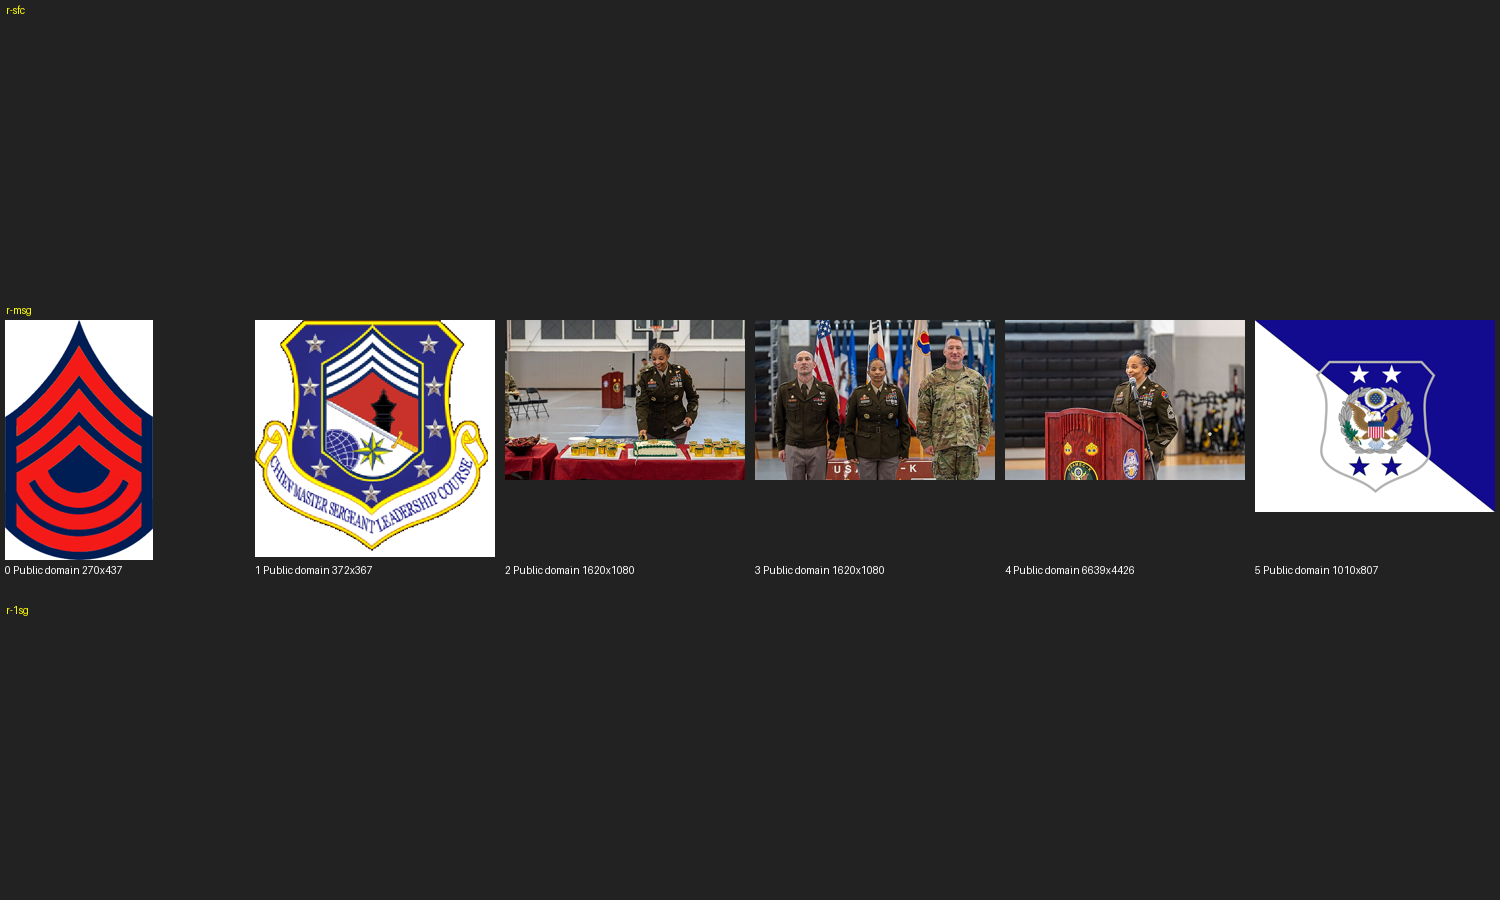 r-sfc
r-msg
CHIEF MASTER SERGEANT LEADERSHIP COURSE
USA
-K
0 Public domain 270x437
1 Public domain 372x367
2 Public domain 1620x1080
3 Public domain 1620x1080
4 Public domain 6639x4426
5 Public domain 1010x807
r-1sg